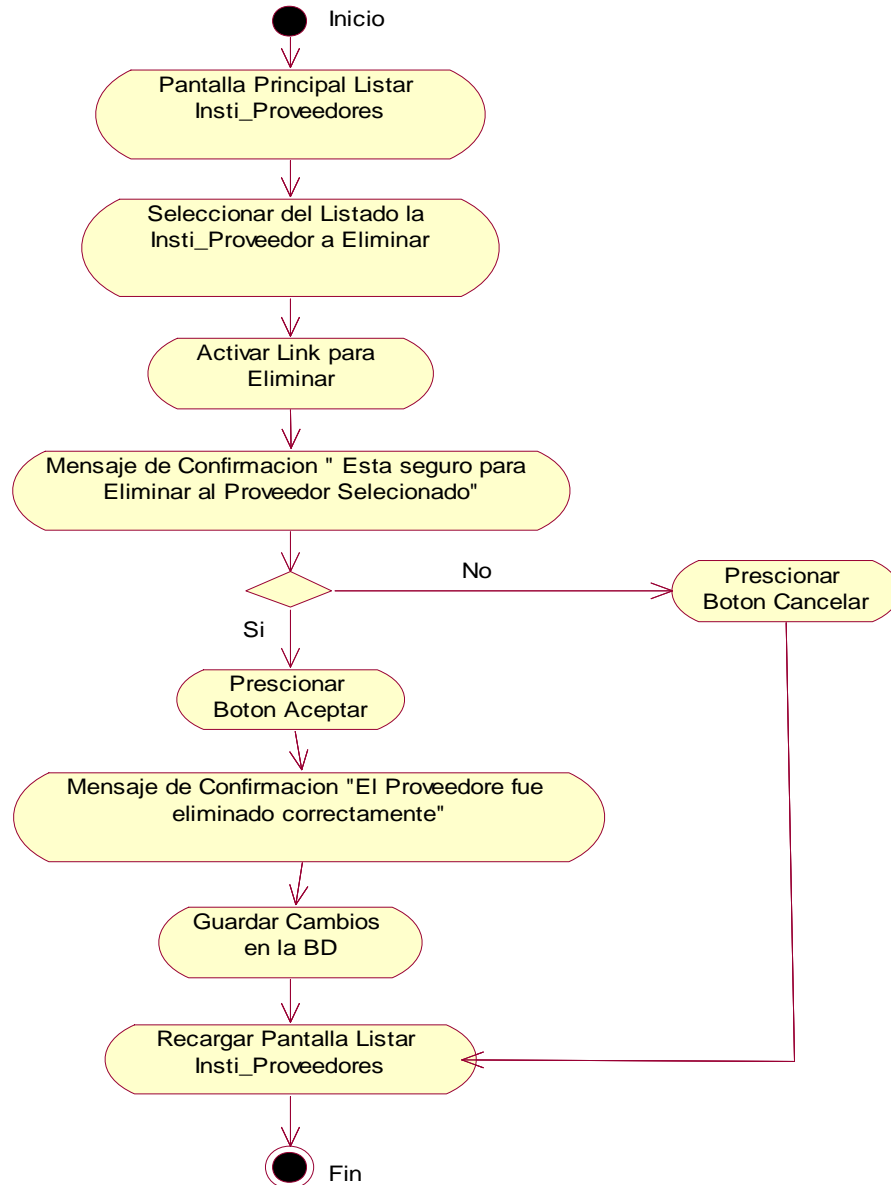 Inicio
Pantalla Principal Listar
Insti_Proveedores
Seleccionar del Listado la
Insti_Proveedor a Eliminar
Activar Link para
Eliminar
Mensaje de Confirmacion " Esta seguro para
Eliminar al Proveedor Selecionado"
No
Prescionar
Boton Cancelar
Si
Prescionar
Boton Aceptar
Mensaje de Confirmacion "El Proveedore fue
eliminado correctamente"
Guardar Cambios
en la BD
Recargar Pantalla Listar
Insti_Proveedores
Fin